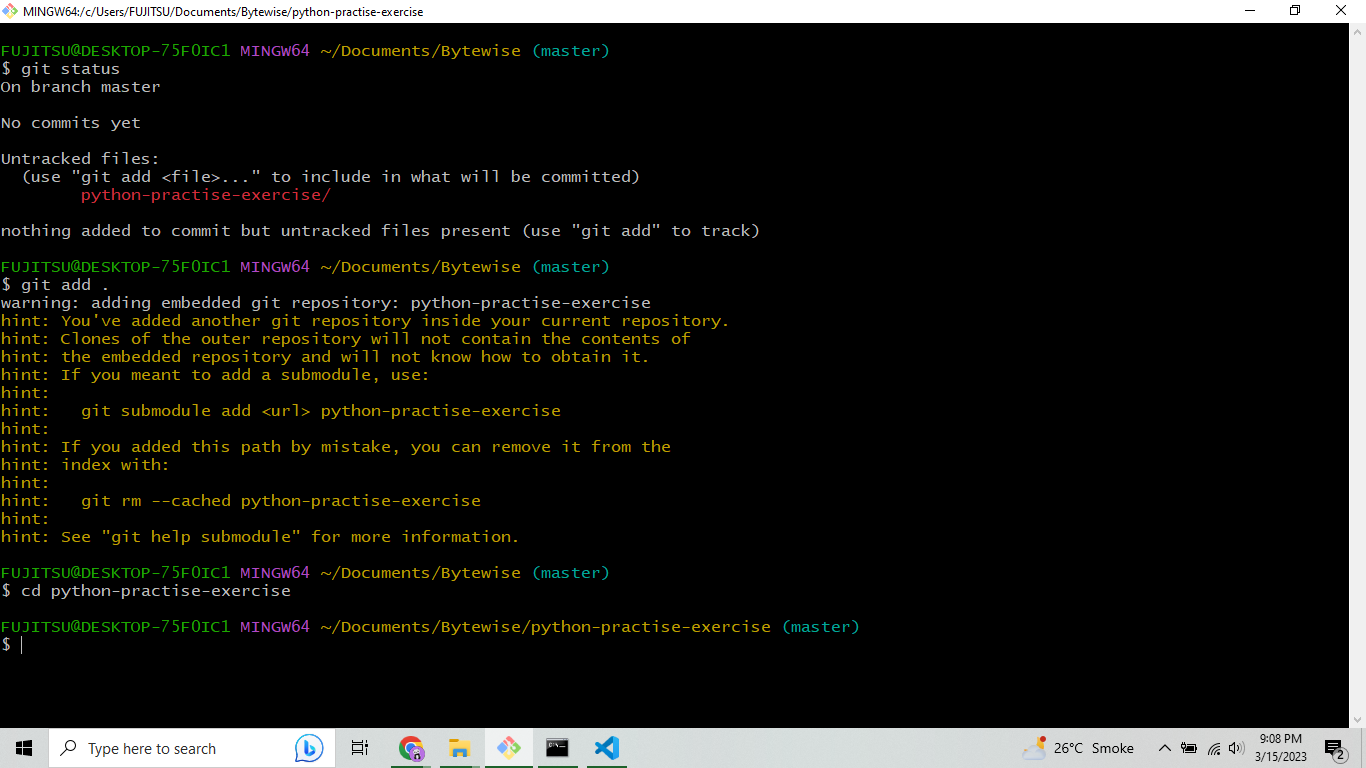 MINGW64:/c/Users/FUJITSU/Documents/Bytewise/python-practise-exercise
FUJITSU@DESKTOP-75F0IC1 MINGW64 ~/Documents/Bytewise (master)
$ git status
On branch master
No commits yet
Untracked files:
  (use "git add <file>..." to include in what will be committed)
        python-practise-exercise/
nothing added to commit but untracked files present (use "git add" to track)
FUJITSU@DESKTOP-75F0IC1 MINGW64 ~/Documents/Bytewise (master)
$ git add .
warning: adding embedded git repository: python-practise-exercise
hint: You've added another git repository inside your current repository.
hint: Clones of the outer repository will not contain the contents of
hint: the embedded repository and will not know how to obtain it.
hint: If you meant to add a submodule, use:
hint:
hint:   git submodule add <url> python-practise-exercise
hint:
hint: If you added this path by mistake, you can remove it from the
hint: index with:
hint:
hint:   git rm --cached python-practise-exercise
hint:
hint: See "git help submodule" for more information.
FUJITSU@DESKTOP-75F0IC1 MINGW64 ~/Documents/Bytewise (master)
$ cd python-practise-exercise
FUJITSU@DESKTOP-75F0IC1 MINGW64 ~/Documents/Bytewise/python-practise-exercise (master)
$
Type here to search
26°C Smoke
9:08 PM
3/15/2023
2